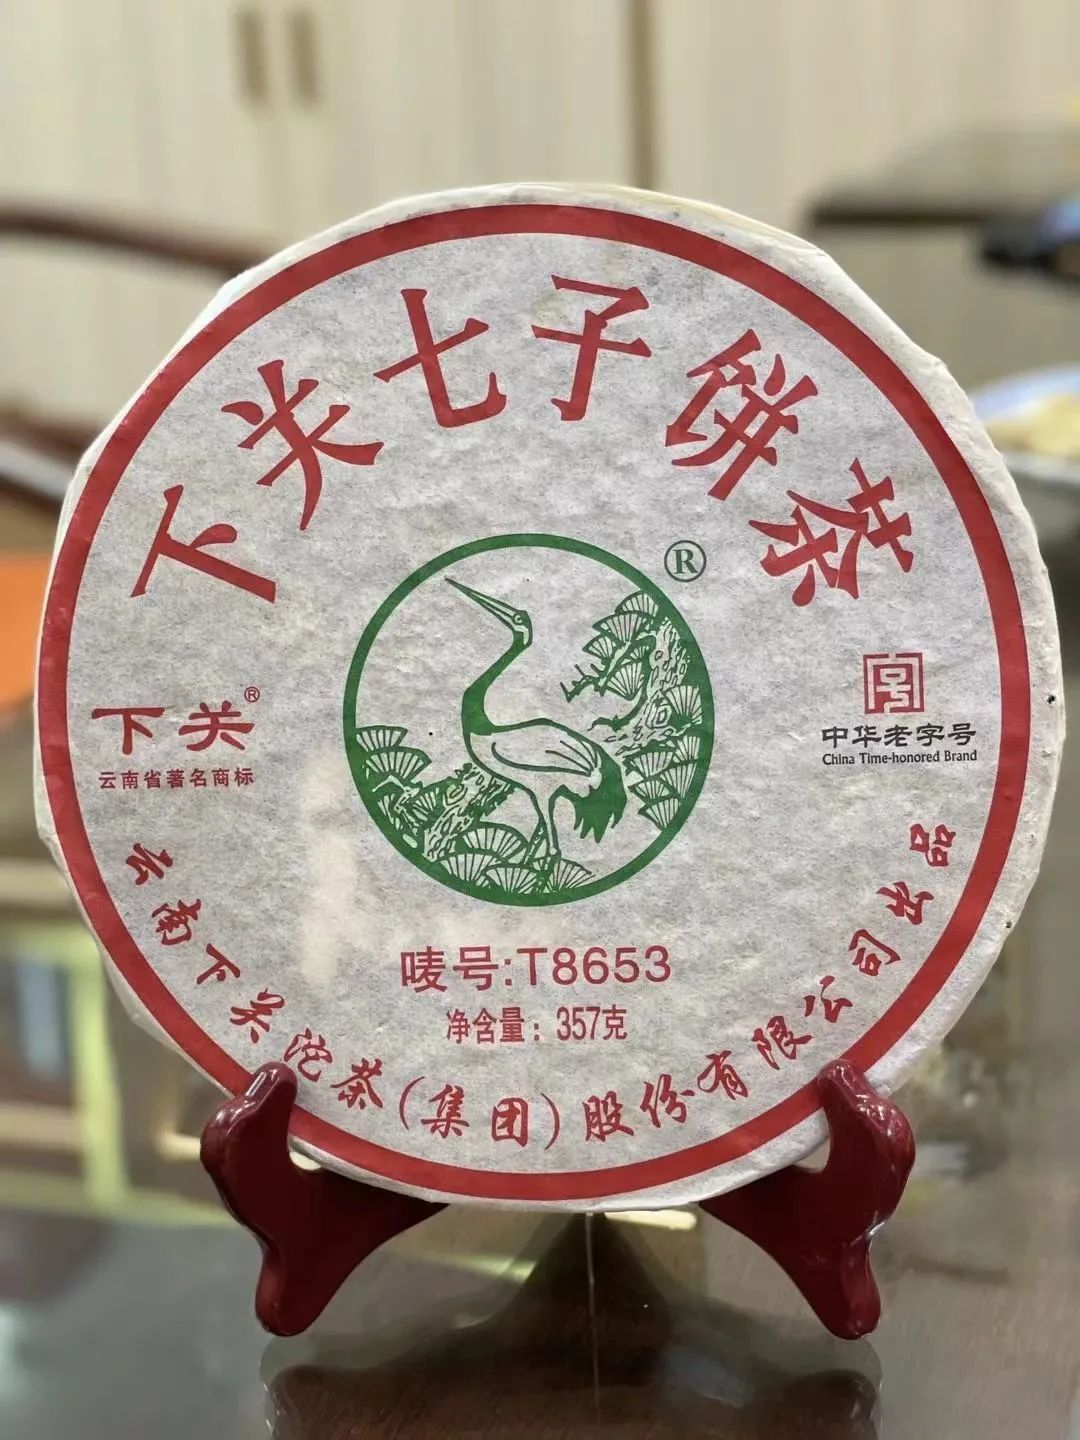 下关七子饼茶
®
下关®
云南省著名商标
中华老字号
China Time-honored Brand
唛号:T8653
净含量：357克
云南下关沱茶(集团)股份有限公司出品